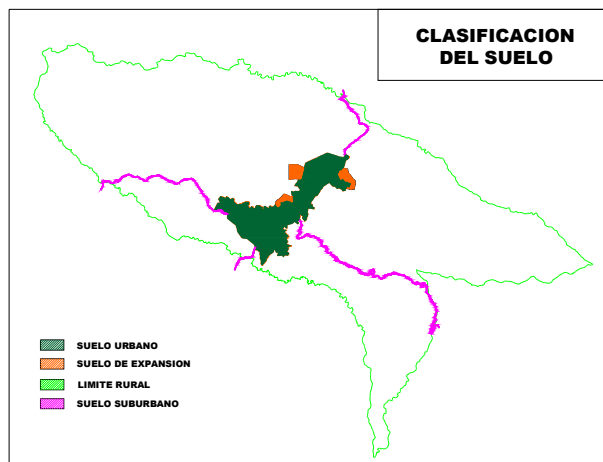 CLASIFICACION
DEL SUELO
SUELO URBANO
SUELO DE EXPANSION
LIMITE RURAL
SUELO SUBURBANO